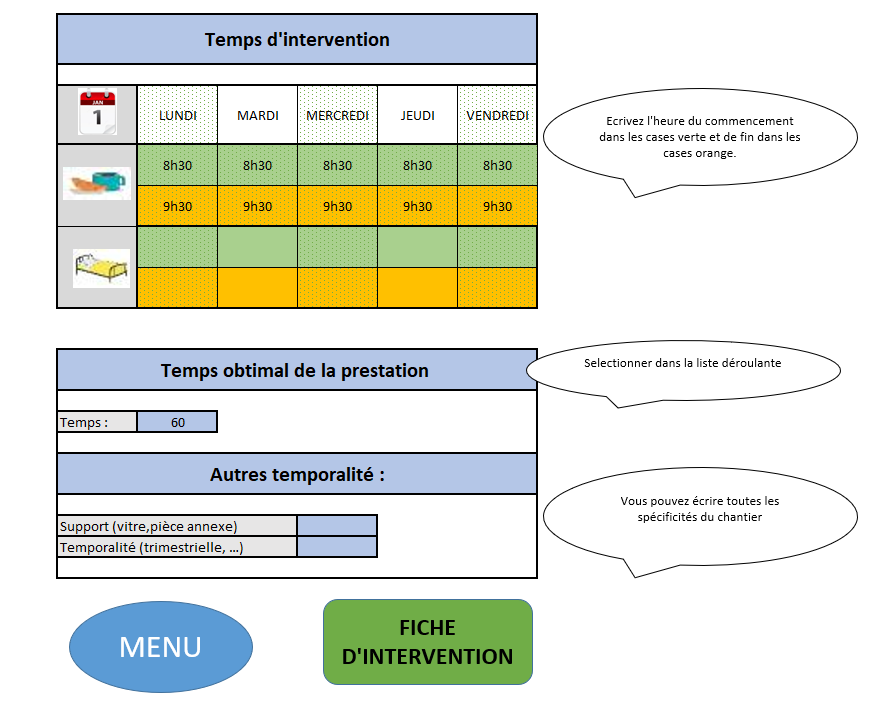 Temps d'intervention
JAN
1
LUNDI MARDI MERCREDI JEUDI VENDREDI
8h30 8h30 8h30 8h30 8h30
9h30 9h30 9h30 9h30 9h30
Ecrivez l'heure du commencement
dans les cases verte et de fin dans les
cases orange.
Temps obtimal de la prestation
Selectionner dans la liste déroulante
Temps : 60
Autres temporalité :
Support (vitre,pièce annexe)
Temporalité (trimestrielle, ...)
Vous pouvez écrire toutes les
spécificités du chantier
MENU
FICHE
D'INTERVENTION